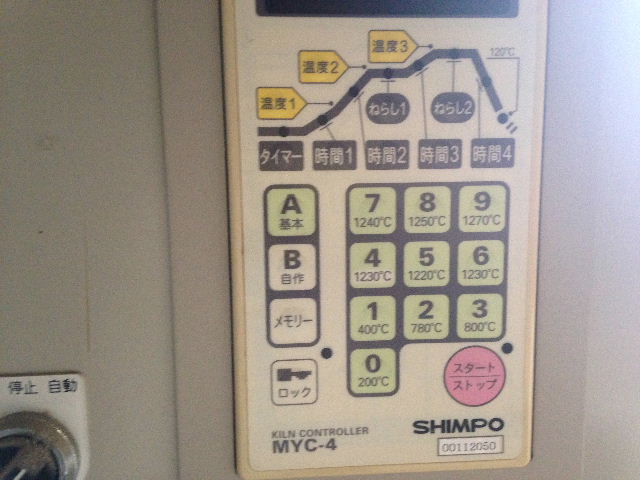 温度3
120℃
温度2
温度1
ねらし1
ねらし2
タイマー
時間1
時間2
時間3
時間4
A
基本
7
1240℃
8
1250℃
9
1270℃
B
自作
4
1230℃
5
1220℃
6
1230℃
メモリー
1
400℃
2
780℃
3
800℃
ロック
0
200℃
スタート
ストップ
停止 自動
KILN CONTROLLER
MYC-4
SHIMPO
00112050